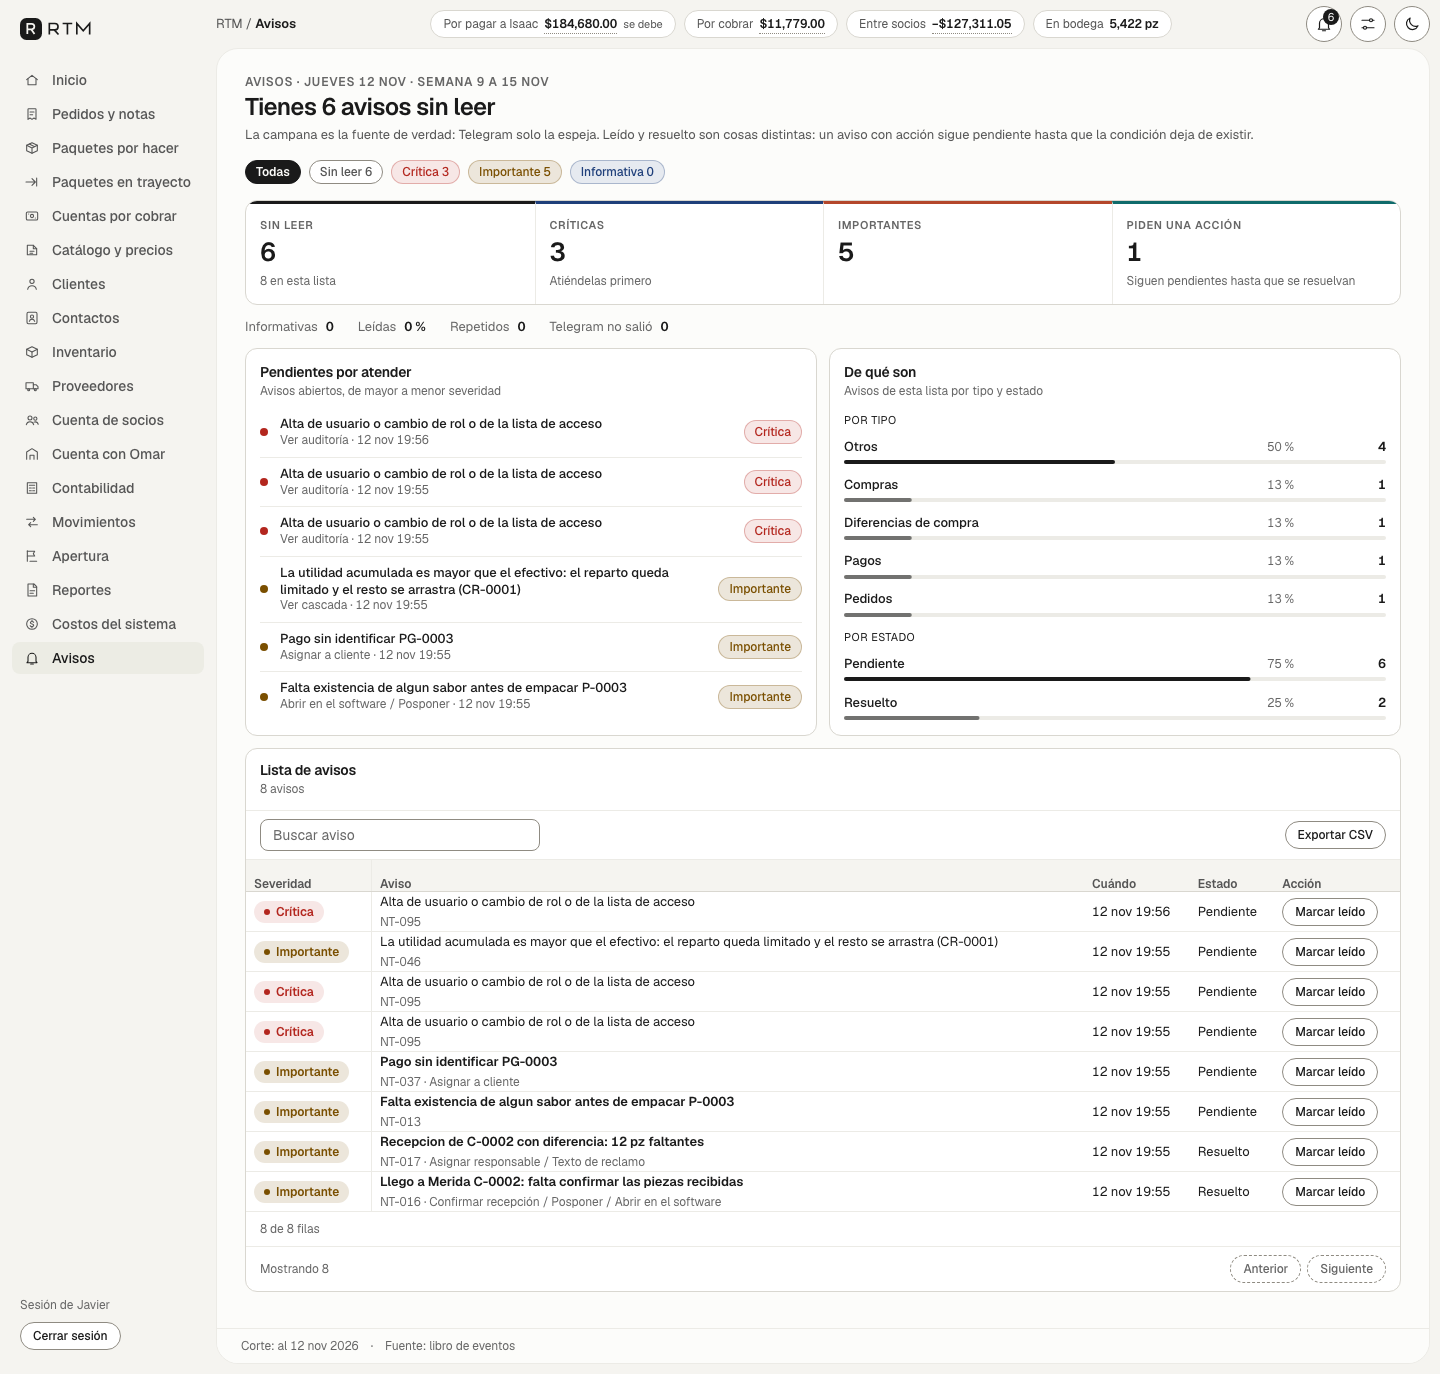 R RTM
RTM / Avisos
Por pagar a Isaac $184,680.00 se debe
Por cobrar $11,779.00
Entre socios −$127,311.05
En bodega 5,422 pz
6
Inicio
Pedidos y notas
Paquetes por hacer
Paquetes en trayecto
Cuentas por cobrar
Catálogo y precios
Clientes
Contactos
Inventario
Proveedores
Cuenta de socios
Cuenta con Omar
Contabilidad
Movimientos
Apertura
Reportes
Costos del sistema
Avisos
Sesión de Javier
Cerrar sesión
AVISOS · JUEVES 12 NOV · SEMANA 9 A 15 NOV
Tienes 6 avisos sin leer
La campana es la fuente de verdad: Telegram solo la espeja. Leído y resuelto son cosas distintas: un aviso con acción sigue pendiente hasta que la condición deja de existir.
Todas
Sin leer 6
Crítica 3
Importante 5
Informativa 0
SIN LEER
6
8 en esta lista
CRÍTICAS
3
Atiéndelas primero
IMPORTANTES
5
PIDEN UNA ACCIÓN
1
Siguen pendientes hasta que se resuelvan
Informativas 0 Leídas 0 % Repetidos 0 Telegram no salió 0
Pendientes por atender
Avisos abiertos, de mayor a menor severidad
Alta de usuario o cambio de rol o de la lista de acceso
Ver auditoría · 12 nov 19:56
Crítica
Alta de usuario o cambio de rol o de la lista de acceso
Ver auditoría · 12 nov 19:55
Crítica
Alta de usuario o cambio de rol o de la lista de acceso
Ver auditoría · 12 nov 19:55
Crítica
La utilidad acumulada es mayor que el efectivo: el reparto queda
limitado y el resto se arrastra (CR-0001)
Ver cascada · 12 nov 19:55
Importante
Pago sin identificar PG-0003
Asignar a cliente · 12 nov 19:55
Importante
Falta existencia de algun sabor antes de empacar P-0003
Abrir en el software / Posponer · 12 nov 19:55
Importante
De qué son
Avisos de esta lista por tipo y estado
POR TIPO
Otros 50 % 4
Compras 13 % 1
Diferencias de compra 13 % 1
Pagos 13 % 1
Pedidos 13 % 1
POR ESTADO
Pendiente 75 % 6
Resuelto 25 % 2
Lista de avisos
8 avisos
Buscar aviso
Exportar CSV
Severidad Aviso Cuándo Estado Acción
Crítica Alta de usuario o cambio de rol o de la lista de acceso 12 nov 19:56 Pendiente Marcar leído
NT-095
Importante La utilidad acumulada es mayor que el efectivo: el reparto queda limitado y el resto se arrastra (CR-0001) 12 nov 19:55 Pendiente Marcar leído
NT-046
Crítica Alta de usuario o cambio de rol o de la lista de acceso 12 nov 19:55 Pendiente Marcar leído
NT-095
Crítica Alta de usuario o cambio de rol o de la lista de acceso 12 nov 19:55 Pendiente Marcar leído
NT-095
Importante Pago sin identificar PG-0003 12 nov 19:55 Pendiente Marcar leído
NT-037 · Asignar a cliente
Importante Falta existencia de algun sabor antes de empacar P-0003 12 nov 19:55 Pendiente Marcar leído
NT-013
Importante Recepcion de C-0002 con diferencia: 12 pz faltantes 12 nov 19:55 Resuelto Marcar leído
NT-017 · Asignar responsable / Texto de reclamo
Importante Llego a Merida C-0002: falta confirmar las piezas recibidas 12 nov 19:55 Resuelto Marcar leído
NT-016 · Confirmar recepción / Posponer / Abrir en el software
8 de 8 filas
Mostrando 8
Anterior Siguiente
Corte: al 12 nov 2026 · Fuente: libro de eventos